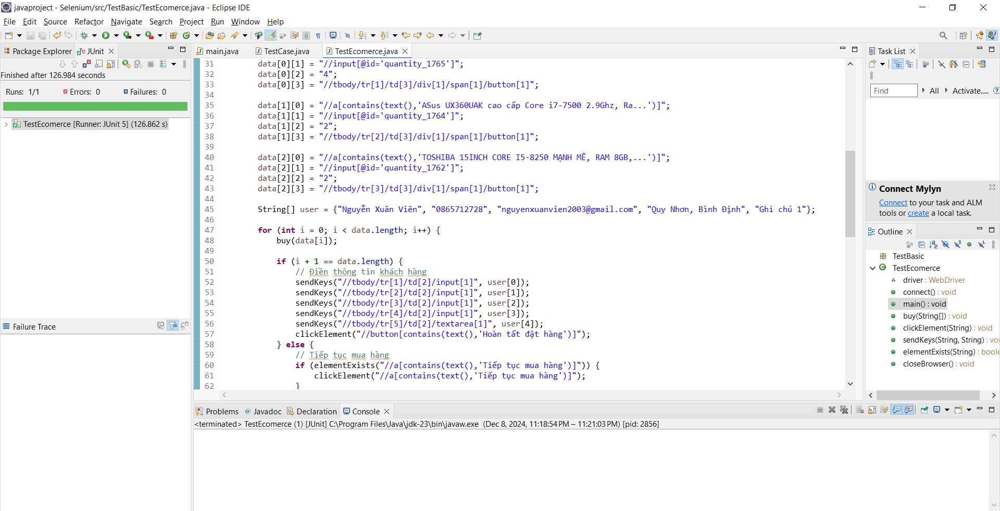 javaproject - Selenium/src/TestBasic/TestEcomerce.java - Eclipse IDE
File Edit Source Refactor Navigate Search Project Run Window Help
Package Explorer
JUnit
Finished after 126.984 seconds
Runs: 1/1
Errors: 0
Failures: 0
TestEcomerce [Runner: JUnit 5] (126.862 s)
Failure Trace
main.java
TestCase.java
TestEcomerce.java
31 data[0][1] = "//input[@id='quantity_1765']";
32 data[0][2] = "4";
33 data[0][3] = "//tbody/tr[1]/td[3]/div[1]/span[1]/button[1]";
34
35 data[1][0] = "//a[contains(text(),'ASus UX360UAK cao cấp Core i7-7500 2.9Ghz, Ra...')]";
36 data[1][1] = "//input[@id='quantity_1764']";
37 data[1][2] = "2";
38 data[1][3] = "//tbody/tr[2]/td[3]/div[1]/span[1]/button[1]";
39
40 data[2][0] = "//a[contains(text(),'TOSHIBA 15INCH CORE I5-8250 MẠNH MẼ, RAM 8GB,...')]";
41 data[2][1] = "//input[@id='quantity_1762']";
42 data[2][2] = "2";
43 data[2][3] = "//tbody/tr[3]/td[3]/div[1]/span[1]/button[1]";
44
45 String[] user = {"Nguyễn Xuân Viên", "0865712728", "nguyenxuanvien2003@gmail.com", "Quy Nhơn, Bình Định", "Ghi chú 1"};
46
47 for (int i = 0; i < data.length; i++) {
48 buy(data[i]);
49
50 if (i + 1 == data.length) {
51 // Điền thông tin khách hàng
52 sendKeys("//tbody/tr[1]/td[2]/input[1]", user[0]);
53 sendKeys("//tbody/tr[2]/td[2]/input[1]", user[1]);
54 sendKeys("//tbody/tr[3]/td[2]/input[1]", user[2]);
55 sendKeys("//tbody/tr[4]/td[2]/input[1]", user[3]);
56 sendKeys("//tbody/tr[5]/td[2]/textarea[1]", user[4]);
57 clickElement("//button[contains(text(),'Hoàn tất đặt hàng')]");
58 } else {
59 // Tiếp tục mua hàng
60 if (elementExists("//a[contains(text(),'Tiếp tục mua hàng')]")) {
61 clickElement("//a[contains(text(),'Tiếp tục mua hàng')]");
62 }
Problems
Javadoc
Declaration
Console
<terminated> TestEcomerce (1) [JUnit] C:\Program Files\Java\jdk-23\bin\javaw.exe (Dec 8, 2024, 11:18:54 PM – 11:21:03 PM) [pid: 2856]
Task List
Find
All
Activate.....
Connect Mylyn
Connect to your task and ALM
tools or create a local task.
Outline
TestBasic
TestEcomerce
driver : WebDriver
connect() : void
main() : void
buy(String[]) : void
clickElement(String) : void
sendKeys(String, String) : voi
elementExists(String) : boole
closeBrowser() : void